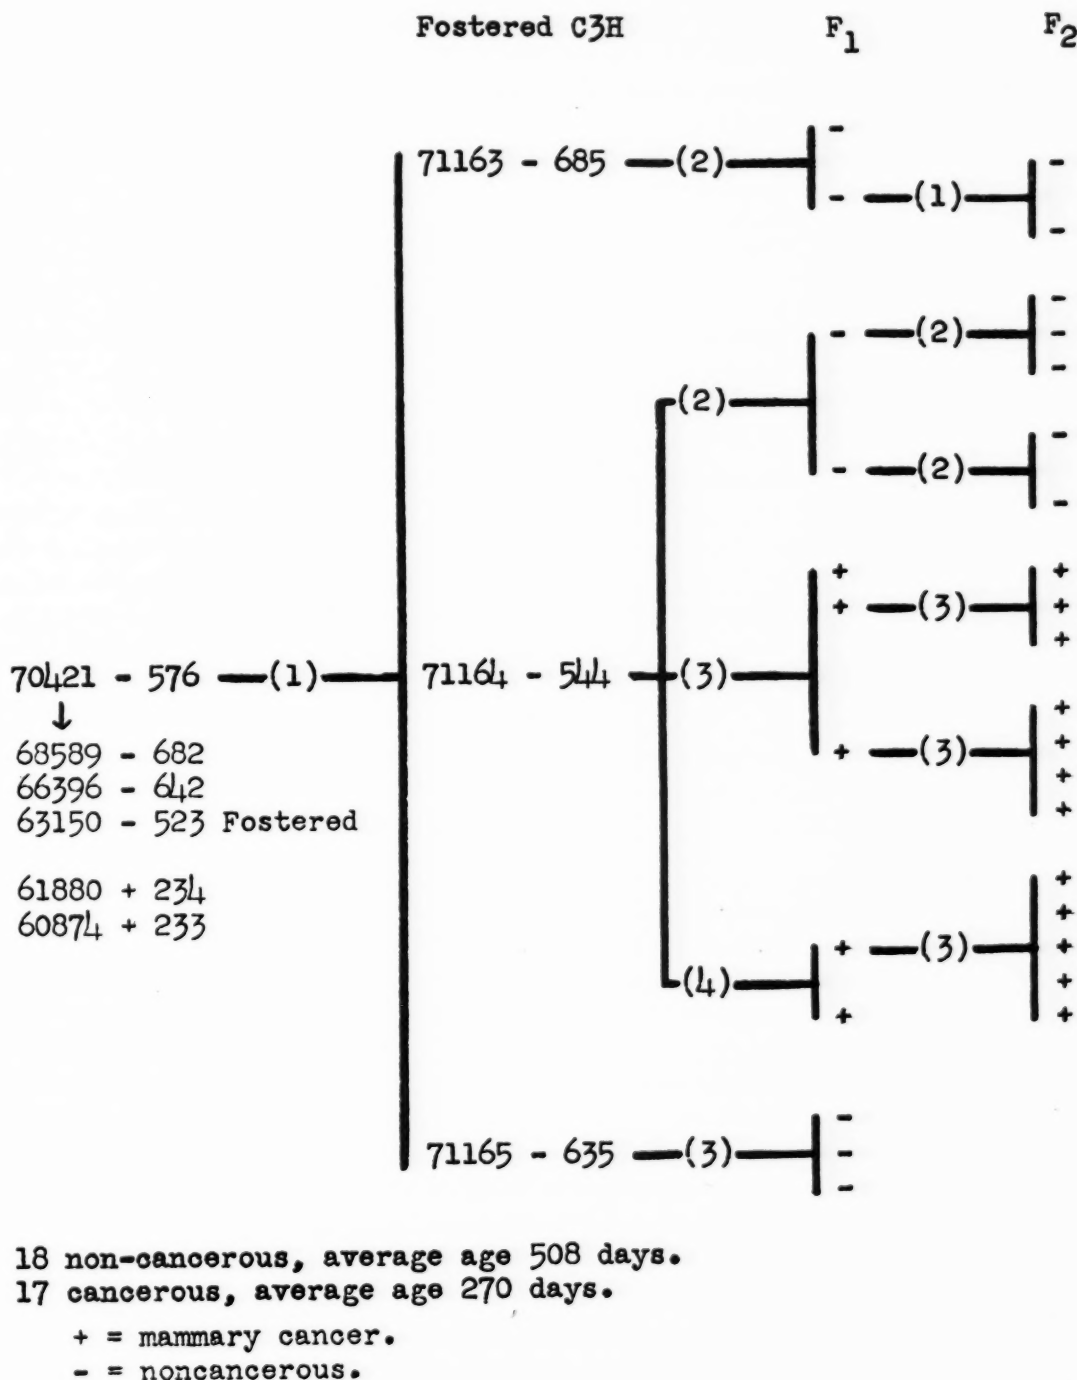 Fostered C3H F1 F2
-
71163 - 685 (2) -
- (1)
-
-
- (2) -
-
(2)
-
- (2)
-
+ +
+ (3) +
+
70421 - 576 (1) 71164 - 544 (3)
↓ +
68589 - 682 + (3) +
66396 - 642 +
63150 - 523 Fostered +
61880 + 234 +
60874 + 233 +
+ (3) +
(4) +
+ +
-
71165 - 635 (3) -
-
18 non-cancerous, average age 508 days.
17 cancerous, average age 270 days.
+ = mammary cancer.
- = noncancerous.